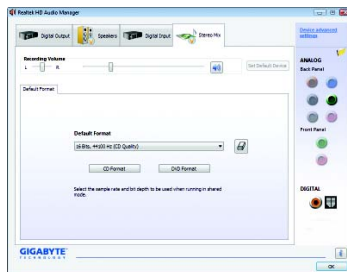 Realtek HD Audio Manager
Digital Output
Speakers
Digital Input
Stereo Mix
Device advanced settings
Recording Volume
L
R
Set Default Device
ANALOG
Back Panel
Default Format
Default Format
16 Bits, 44100 Hz (CD Quality)
CD Format
DVD Format
Select the sample rate and bit depth to be used when running in shared
mode.
Front Panel
DIGITAL
GIGABYTE
TECHNOLOGY
OK